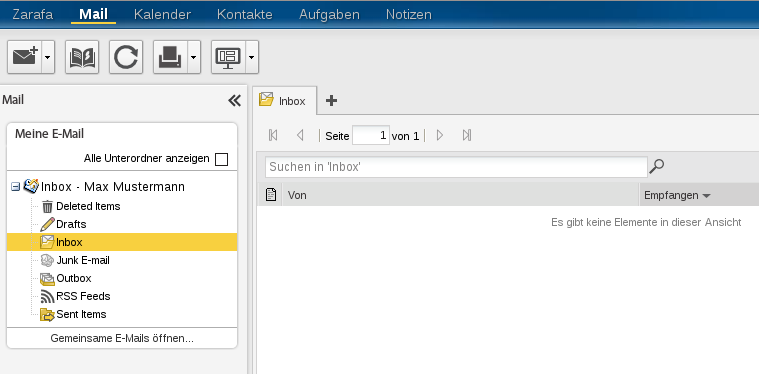 Zarafa Mail Kalender Kontakte Aufgaben Notizen
Mail
Meine E-Mail
Alle Unterordner anzeigen
Inbox - Max Mustermann
Deleted Items
Drafts
Inbox
Junk E-mail
Outbox
RSS Feeds
Sent Items
Gemeinsame E-Mails öffnen...
Inbox
Seite 1 von 1
Suchen in 'Inbox'
Von Empfangen
Es gibt keine Elemente in dieser Ansicht